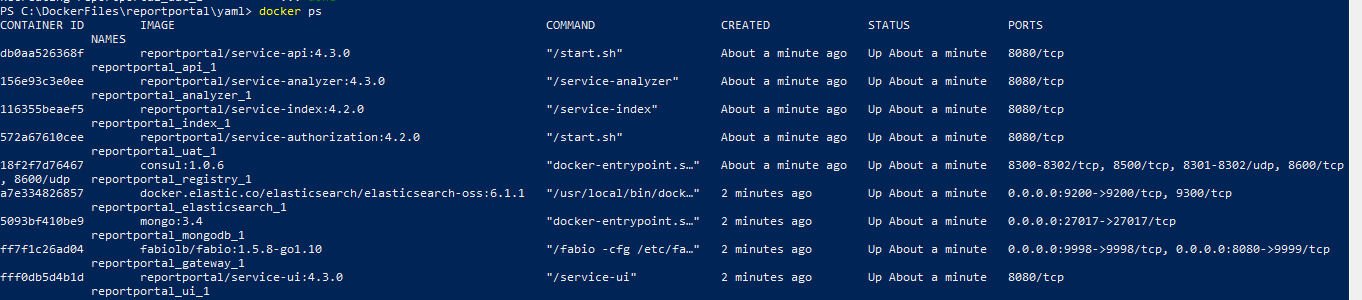 PS C:\DockerFiles\reportportal\yaml> docker ps
CONTAINER ID IMAGE COMMAND CREATED STATUS PORTS
NAMES
db0aa526368f reportportal/service-api:4.3.0 "/start.sh" About a minute ago Up About a minute 8080/tcp
reportportal_api_1
156e93c3e0ee reportportal/service-analyzer:4.3.0 "/service-analyzer" About a minute ago Up About a minute 8080/tcp
reportportal_analyzer_1
116355beaef5 reportportal/service-index:4.2.0 "/service-index" About a minute ago Up About a minute 8080/tcp
reportportal_index_1
572a67610cee reportportal/service-authorization:4.2.0 "/start.sh" About a minute ago Up About a minute 8080/tcp
reportportal_uat_1
18f2f7d76467 consul:1.0.6 "docker-entrypoint.s…" About a minute ago Up About a minute 8300-8302/tcp, 8500/tcp, 8301-8302/udp, 8600/tcp
, 8600/udp reportportal_registry_1
a7e334826857 docker.elastic.co/elasticsearch/elasticsearch-oss:6.1.1 "/usr/local/bin/dock…" 2 minutes ago Up About a minute 0.0.0.0:9200->9200/tcp, 9300/tcp
reportportal_elasticsearch_1
5093bf410be9 mongo:3.4 "docker-entrypoint.s…" 2 minutes ago Up About a minute 0.0.0.0:27017->27017/tcp
reportportal_mongodb_1
ff7f1c26ad04 fabiolb/fabio:1.5.8-go1.10 "/fabio -cfg /etc/fa…" 2 minutes ago Up About a minute 0.0.0.0:9998->9998/tcp, 0.0.0.0:8080->9999/tcp
reportportal_gateway_1
fff0db5d4b1d reportportal/service-ui:4.3.0 "/service-ui" 2 minutes ago Up About a minute 8080/tcp
reportportal_ui_1